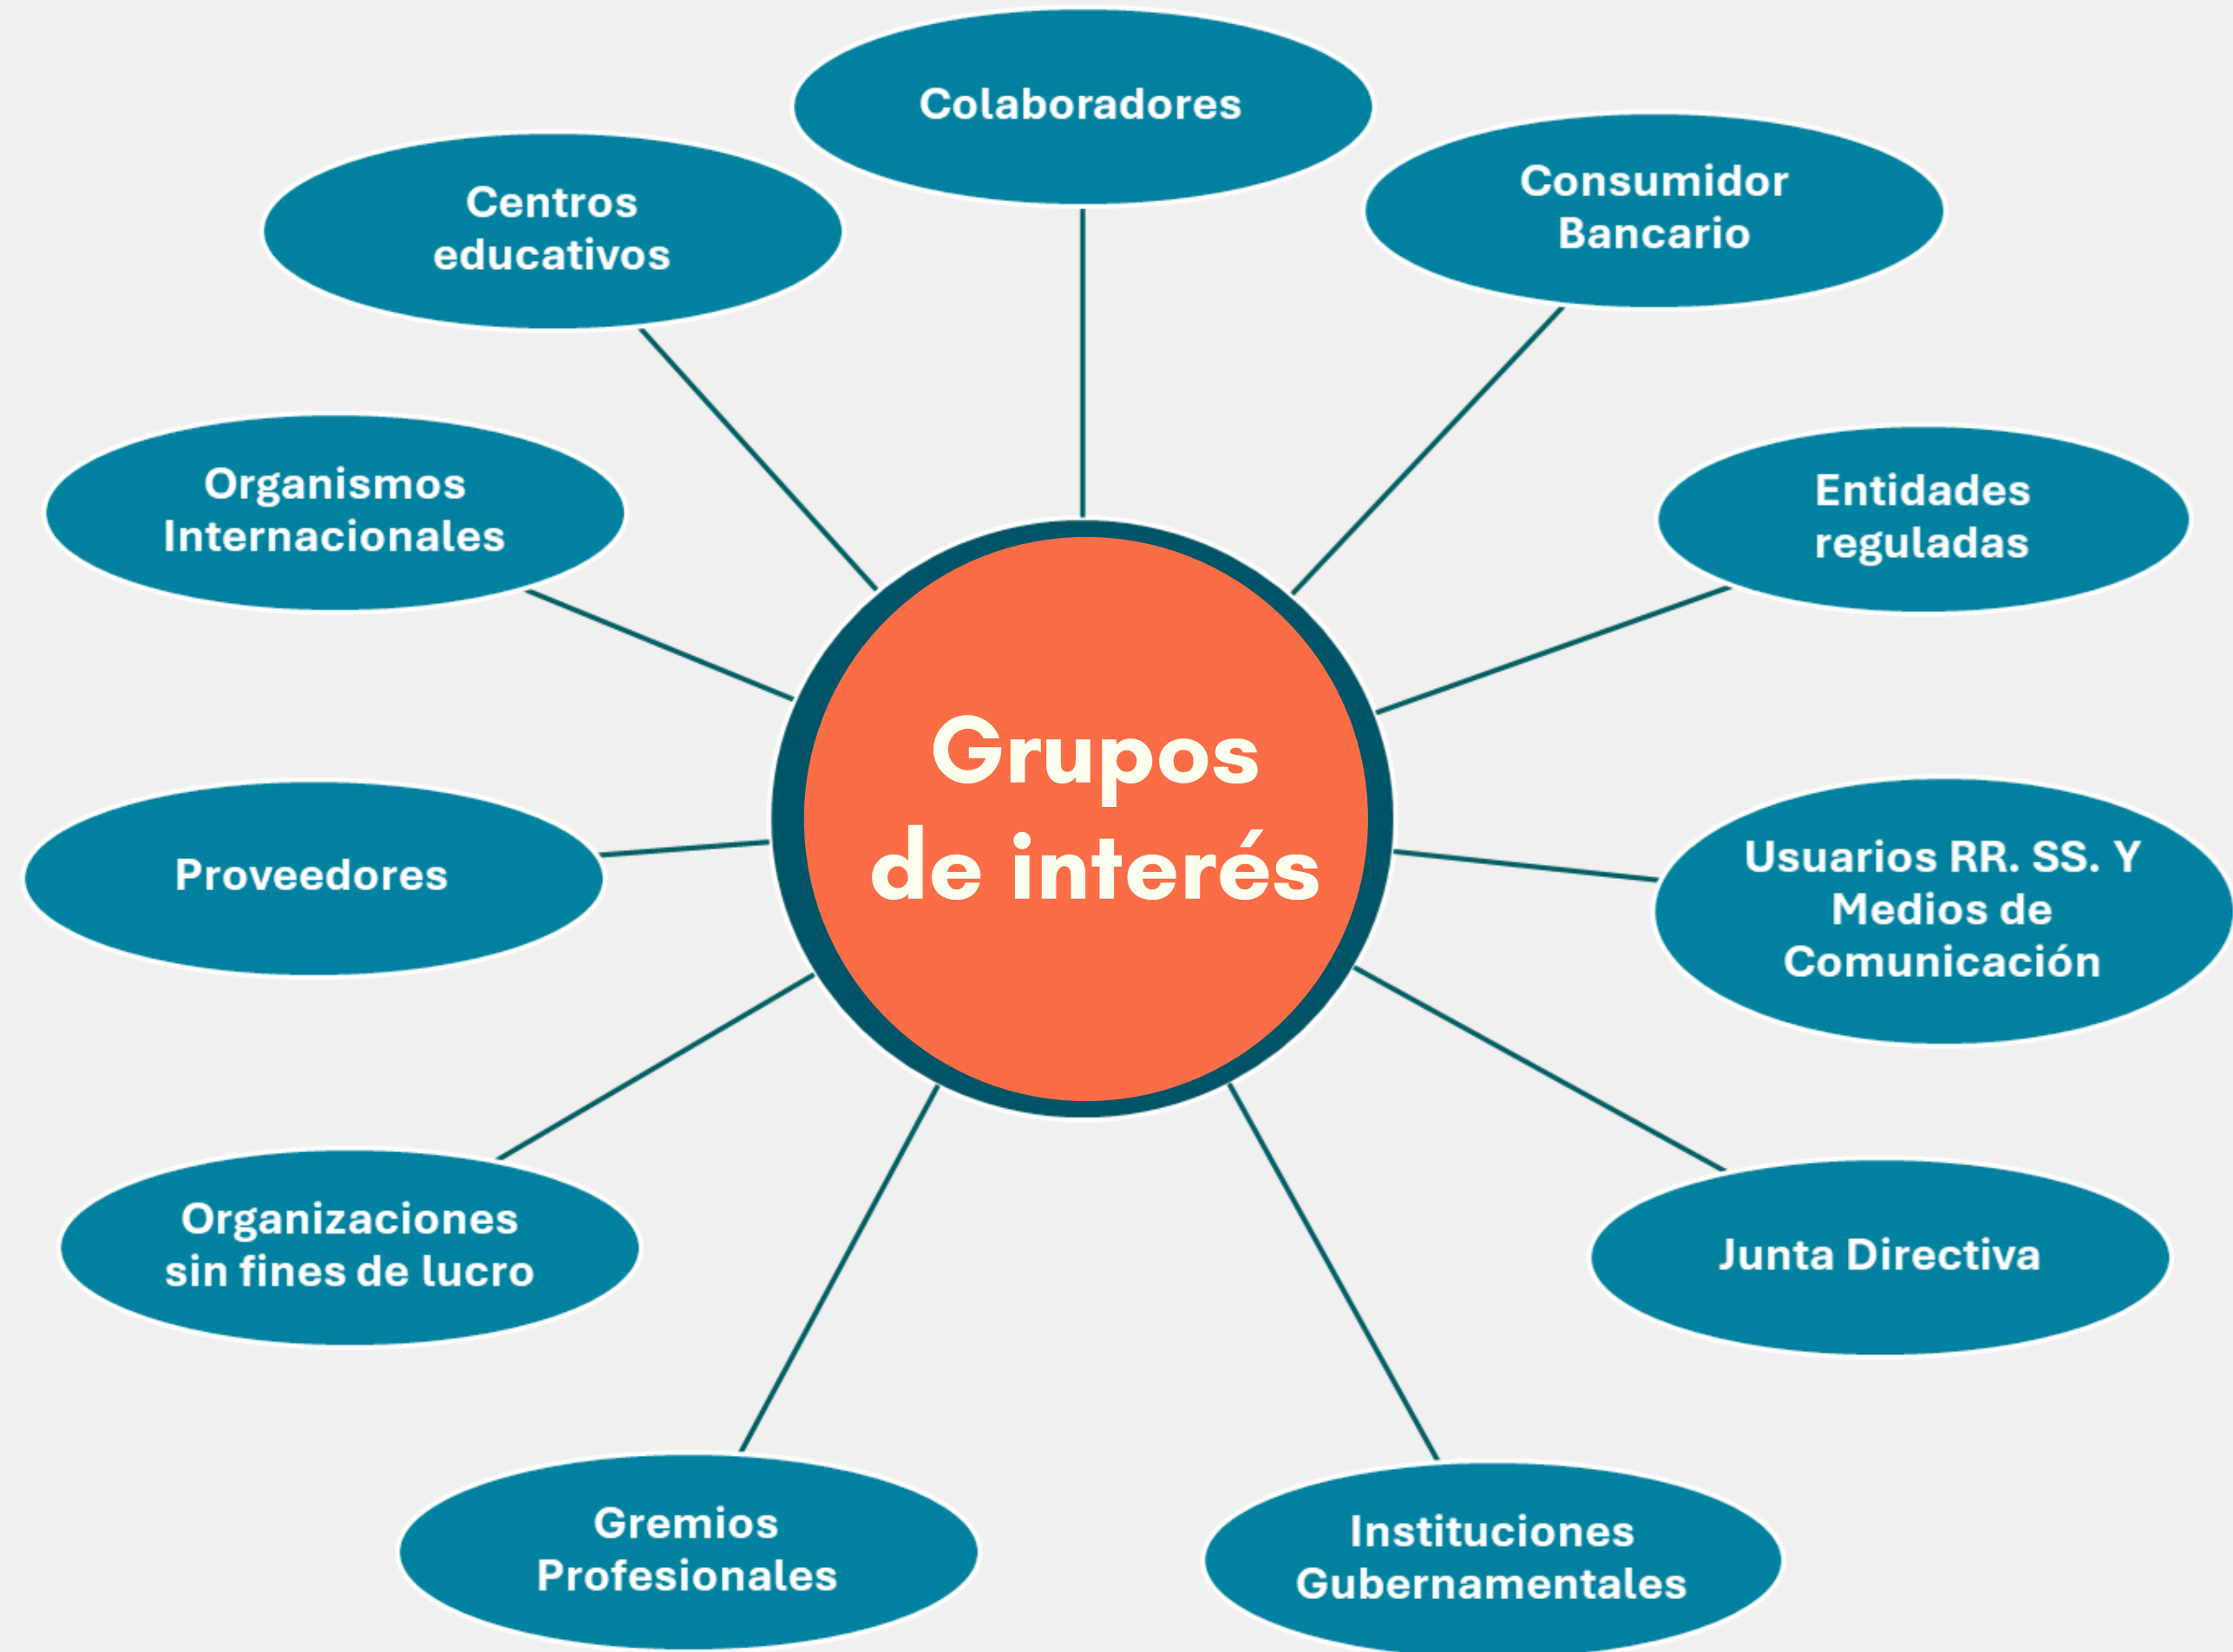 Colaboradores
Centros
educativos
Consumidor
Bancario
Organismos
Internacionales
Entidades
reguladas
Grupos
de interés
Proveedores
Usuarios RR. SS. Y
Medios de
Comunicación
Organizaciones
sin fines de lucro
Junta Directiva
Gremios
Profesionales
Instituciones
Gubernamentales